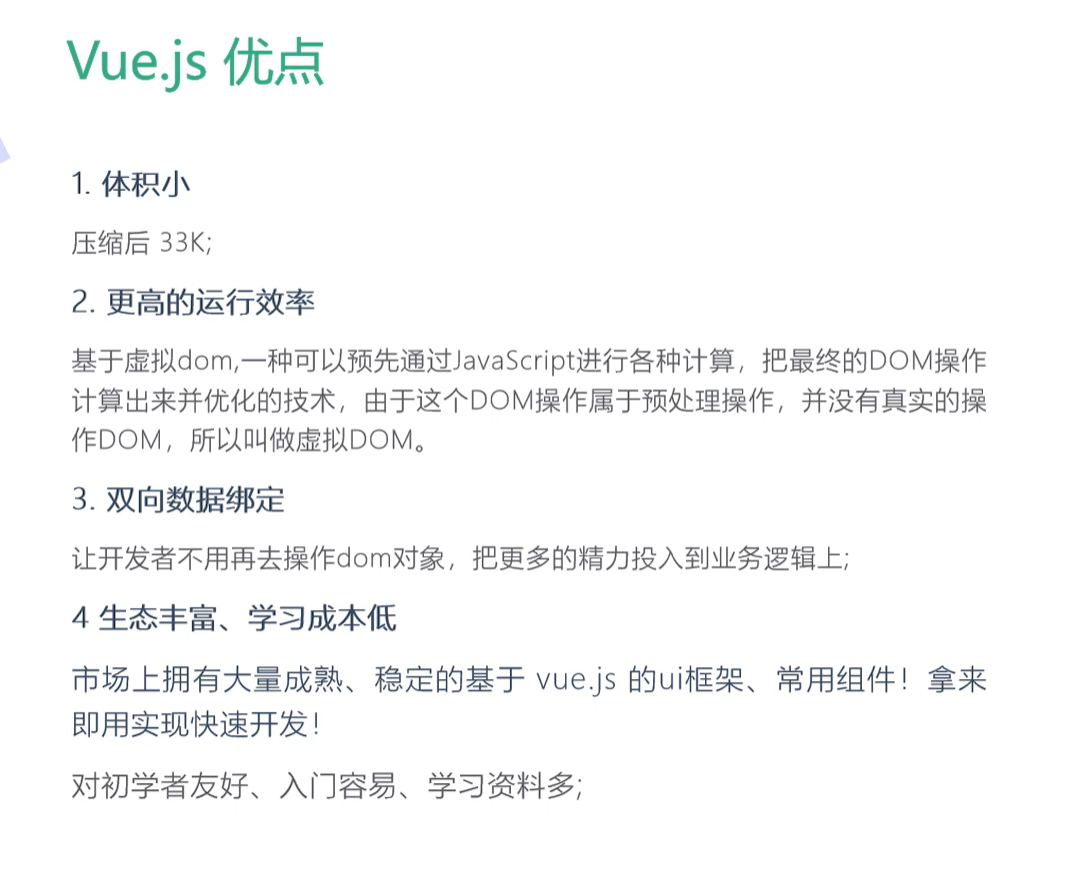 Vue.js 优点
1. 体积小
压缩后 33K;
2. 更高的运行效率
基于虚拟dom,一种可以预先通过JavaScript进行各种计算，把最终的DOM操作
计算出来并优化的技术，由于这个DOM操作属于预处理操作，并没有真实的操
作DOM，所以叫做虚拟DOM。
3. 双向数据绑定
让开发者不用再去操作dom对象，把更多的精力投入到业务逻辑上;
4 生态丰富、学习成本低
市场上拥有大量成熟、稳定的基于 vue.js 的ui框架、常用组件！拿来
即用实现快速开发！
对初学者友好、入门容易、学习资料多;